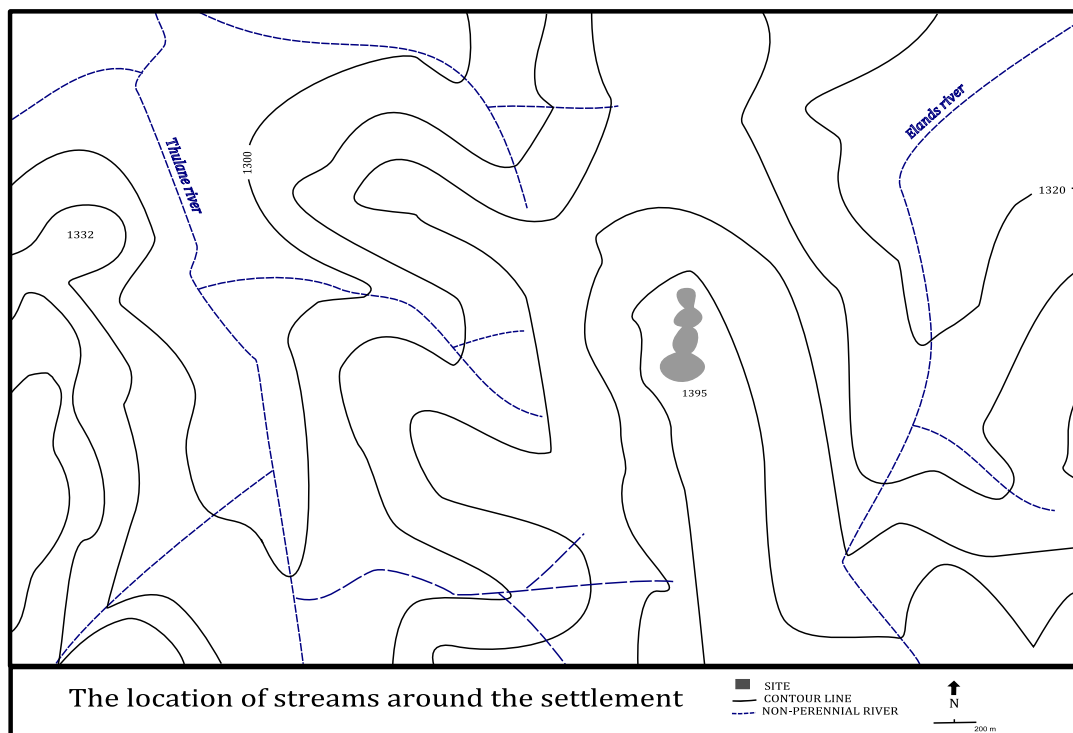 Elands river
Thulane river
1300
1320
1332
1395
The location of streams around the settlement
SITE
CONTOUR LINE
NON-PERENNIAL RIVER
N
200 m